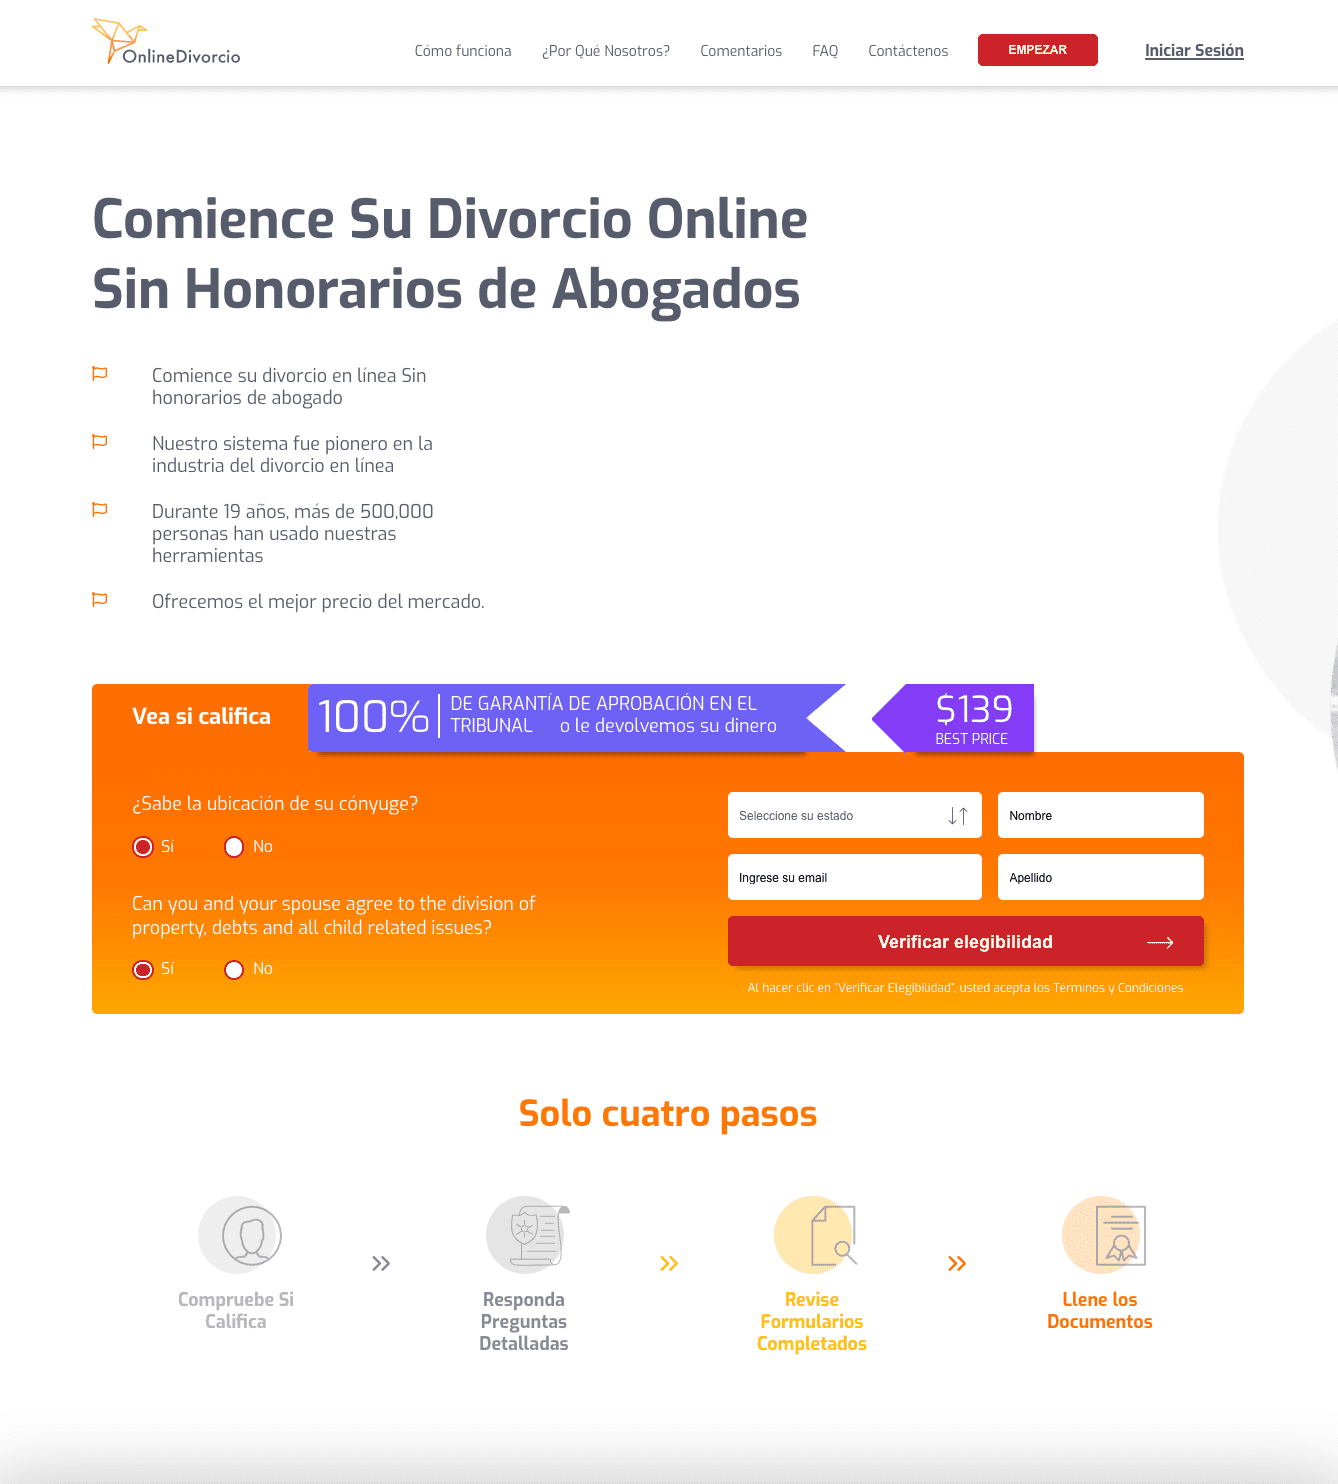 OnlineDivorcio
Cómo funciona
¿Por Qué Nosotros?
Comentarios
FAQ
Contáctenos
EMPEZAR
Iniciar Sesión
Comience Su Divorcio Online
Sin Honorarios de Abogados
Comience su divorcio en línea Sin
honorarios de abogado
Nuestro sistema fue pionero en la
industria del divorcio en línea
Durante 19 años, más de 500,000
personas han usado nuestras
herramientas
Ofrecemos el mejor precio del mercado.
Vea si califica
100%
DE GARANTÍA DE APROBACIÓN EN EL
TRIBUNAL o le devolvemos su dinero
$139
BEST PRICE
¿Sabe la ubicación de su cónyuge?
Sí
No
Can you and your spouse agree to the division of
property, debts and all child related issues?
Sí
No
Seleccione su estado
Nombre
Ingrese su email
Apellido
Verificar elegibilidad
Al hacer clic en "Verificar Elegibilidad", usted acepta los Términos y Condiciones
Solo cuatro pasos
Compruebe Si
Califica
Responda
Preguntas
Detalladas
Revise
Formularios
Completados
Llene los
Documentos